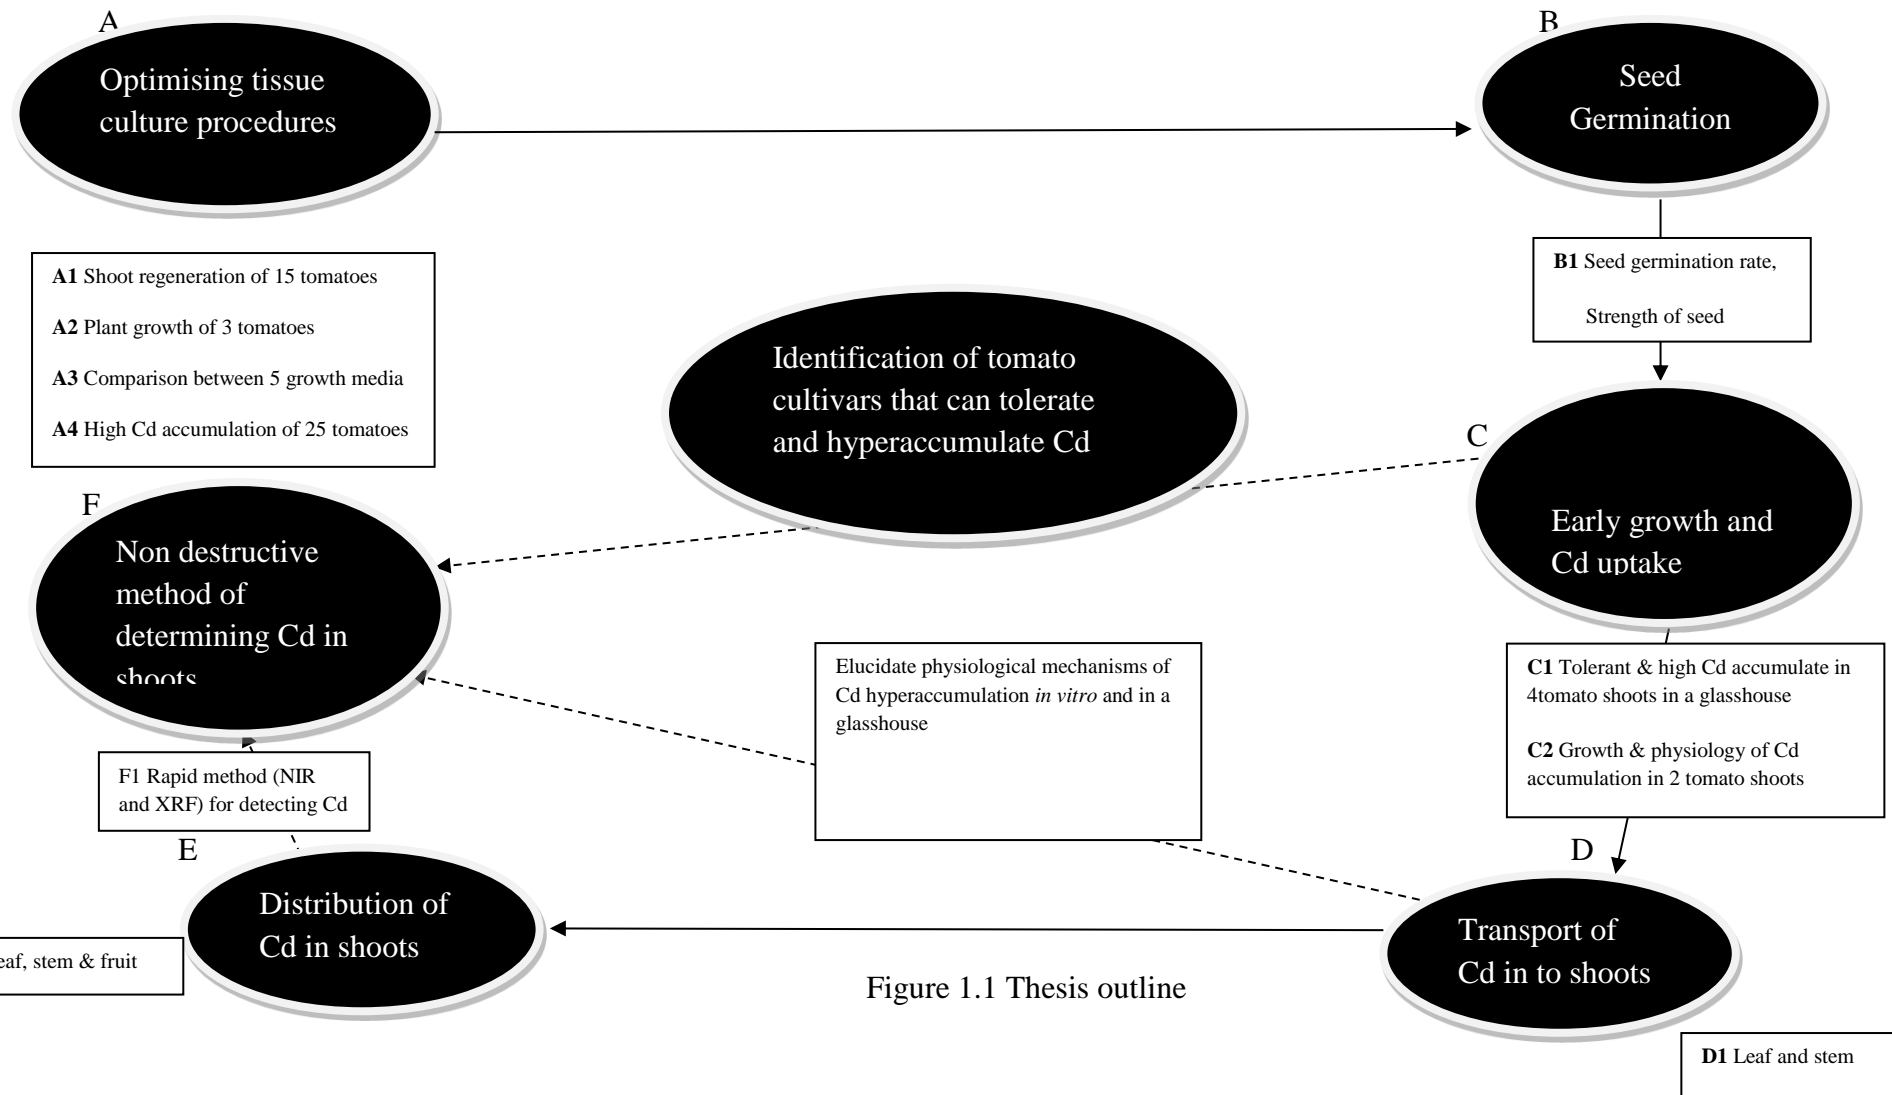 A
Optimising tissue
culture procedures
B
Seed
Germination
A1 Shoot regeneration of 15 tomatoes
A2 Plant growth of 3 tomatoes
A3 Comparison between 5 growth media
A4 High Cd accumulation of 25 tomatoes
B1 Seed germination rate,
Strength of seed
Identification of tomato
cultivars that can tolerate
and hyperaccumulate Cd
C
Early growth and
Cd uptake
F
Non destructive
method of
determining Cd in
shoots
Elucidate physiological mechanisms of
Cd hyperaccumulation in vitro and in a
glasshouse
C1 Tolerant & high Cd accumulate in
4tomato shoots in a glasshouse
C2 Growth & physiology of Cd
accumulation in 2 tomato shoots
F1 Rapid method (NIR
and XRF) for detecting Cd
E
Distribution of
Cd in shoots
D
Transport of
Cd in to shoots
eaf, stem & fruit
Figure 1.1 Thesis outline
D1 Leaf and stem